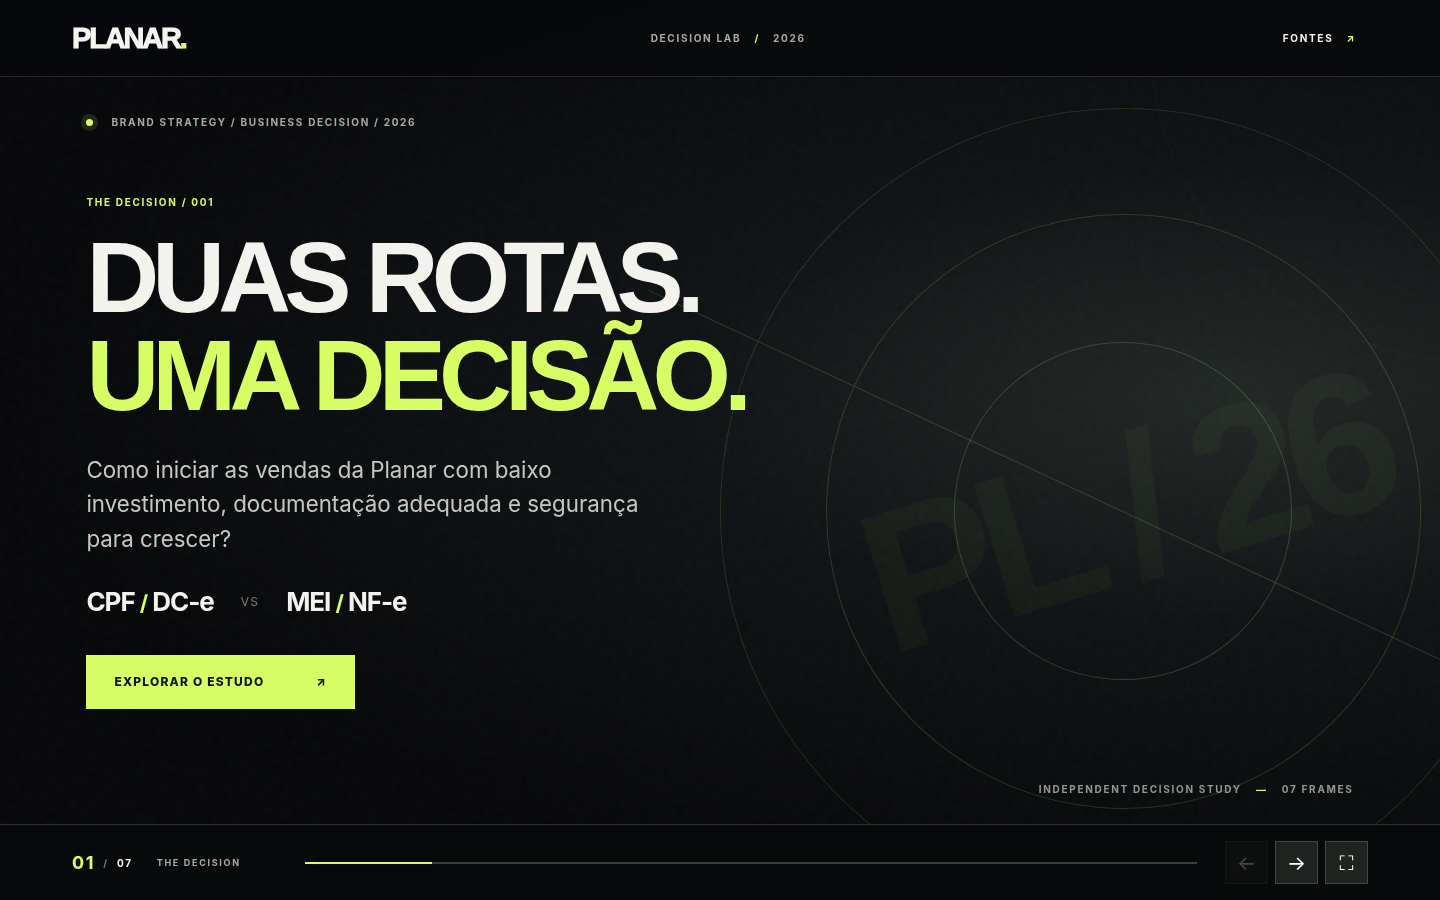 PLANAR.
DECISION LAB / 2026
FONTES ↗
BRAND STRATEGY / BUSINESS DECISION / 2026
THE DECISION / 001
DUAS ROTAS.
UMA DECISÃO.
Como iniciar as vendas da Planar com baixo
investimento, documentação adequada e segurança
para crescer?
CPF / DC-e VS MEI / NF-e
EXPLORAR O ESTUDO ↗
PL / 26
INDEPENDENT DECISION STUDY — 07 FRAMES
01 / 07 THE DECISION